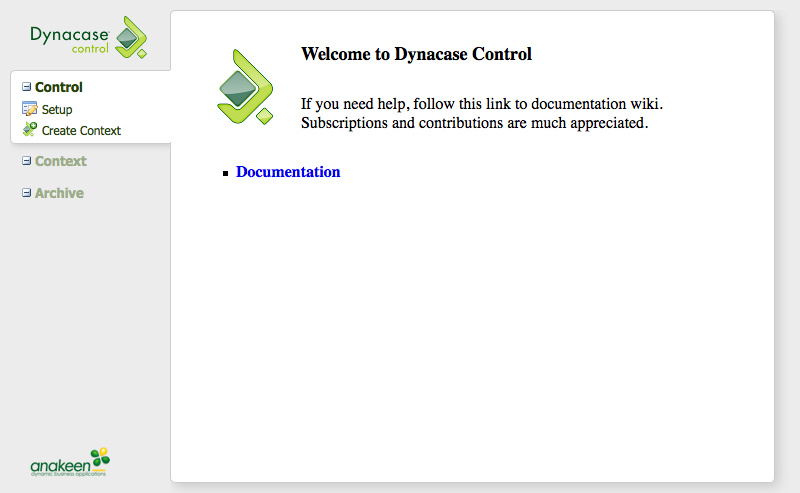 Dynacase
control
Control
Setup
Create Context
Context
Archive
anakeen
dynamic business applications
Welcome to Dynacase Control
If you need help, follow this link to documentation wiki.
Subscriptions and contributions are much appreciated.
Documentation